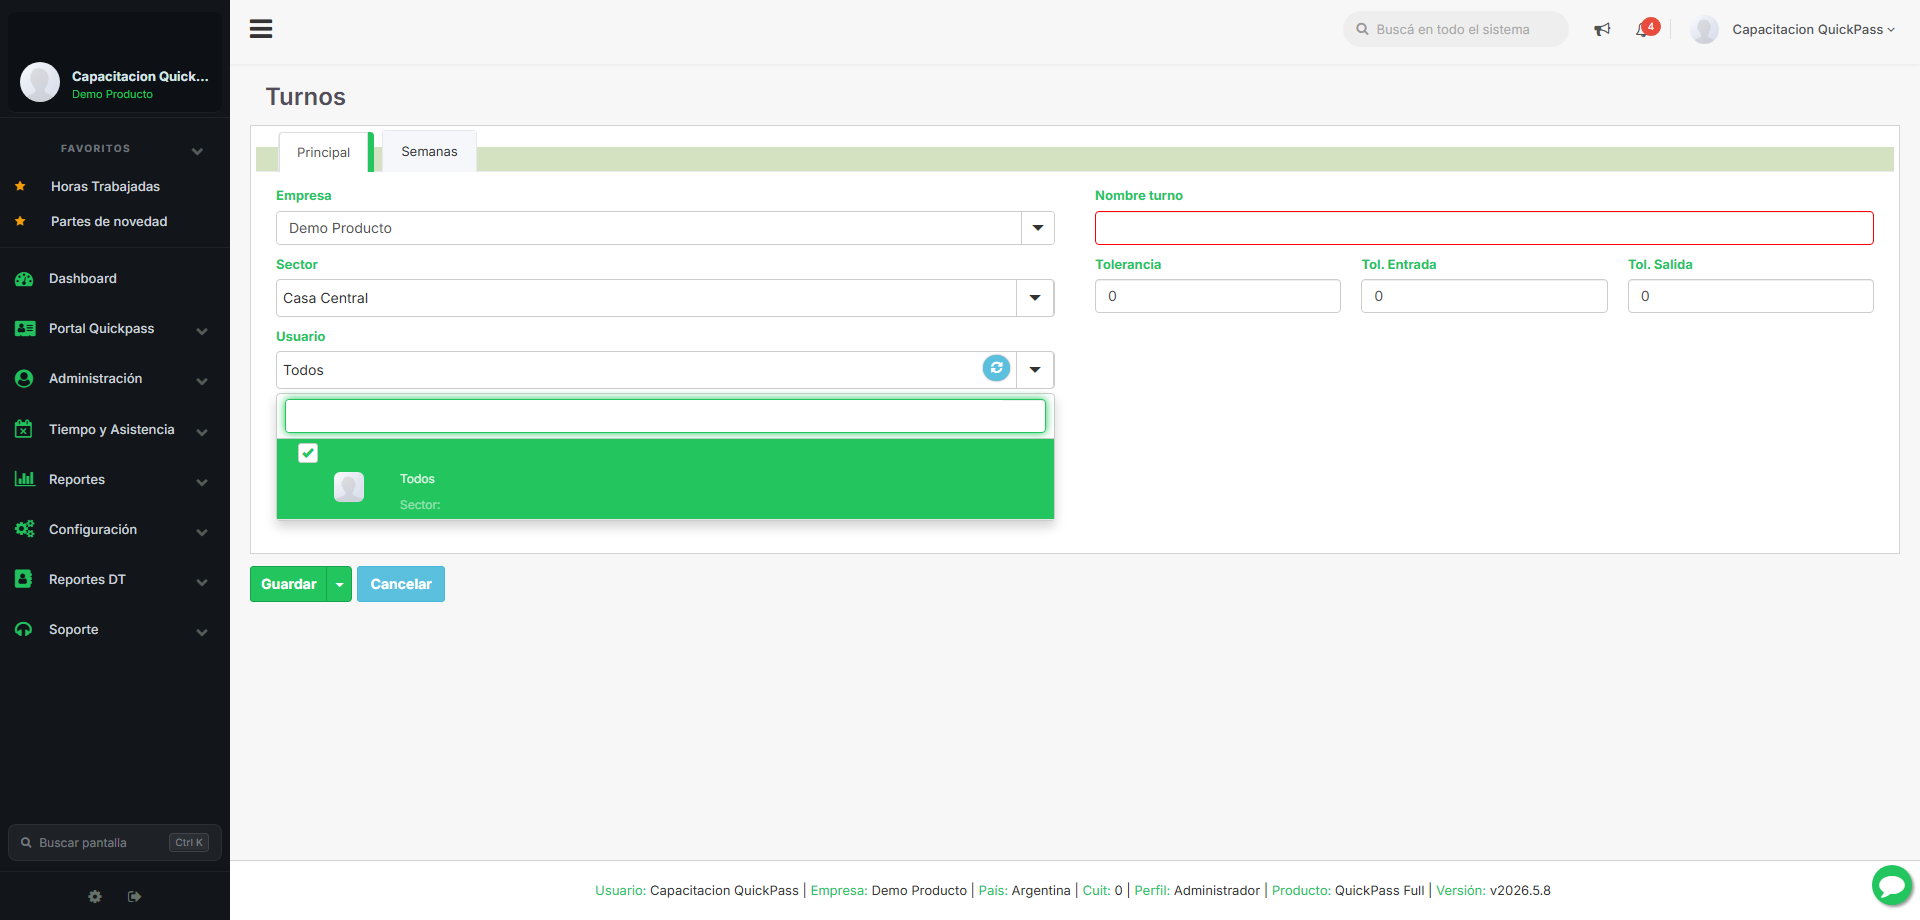 Capacitacion Quick...
Demo Producto
FAVORITOS
Horas Trabajadas
Partes de novedad
Dashboard
Portal Quickpass
Administración
Tiempo y Asistencia
Reportes
Configuración
Reportes DT
Soporte
Buscar pantalla
Ctrl K
Buscá en todo el sistema
4
Capacitacion QuickPass
Turnos
Principal
Semanas
Empresa
Demo Producto
Sector
Casa Central
Usuario
Todos
Todos
Sector:
Nombre turno
Tolerancia
Tol. Entrada
Tol. Salida
0
0
0
Guardar
Cancelar
Usuario: Capacitacion QuickPass | Empresa: Demo Producto | País: Argentina | Cuit: 0 | Perfil: Administrador | Producto: QuickPass Full | Versión: v2026.5.8